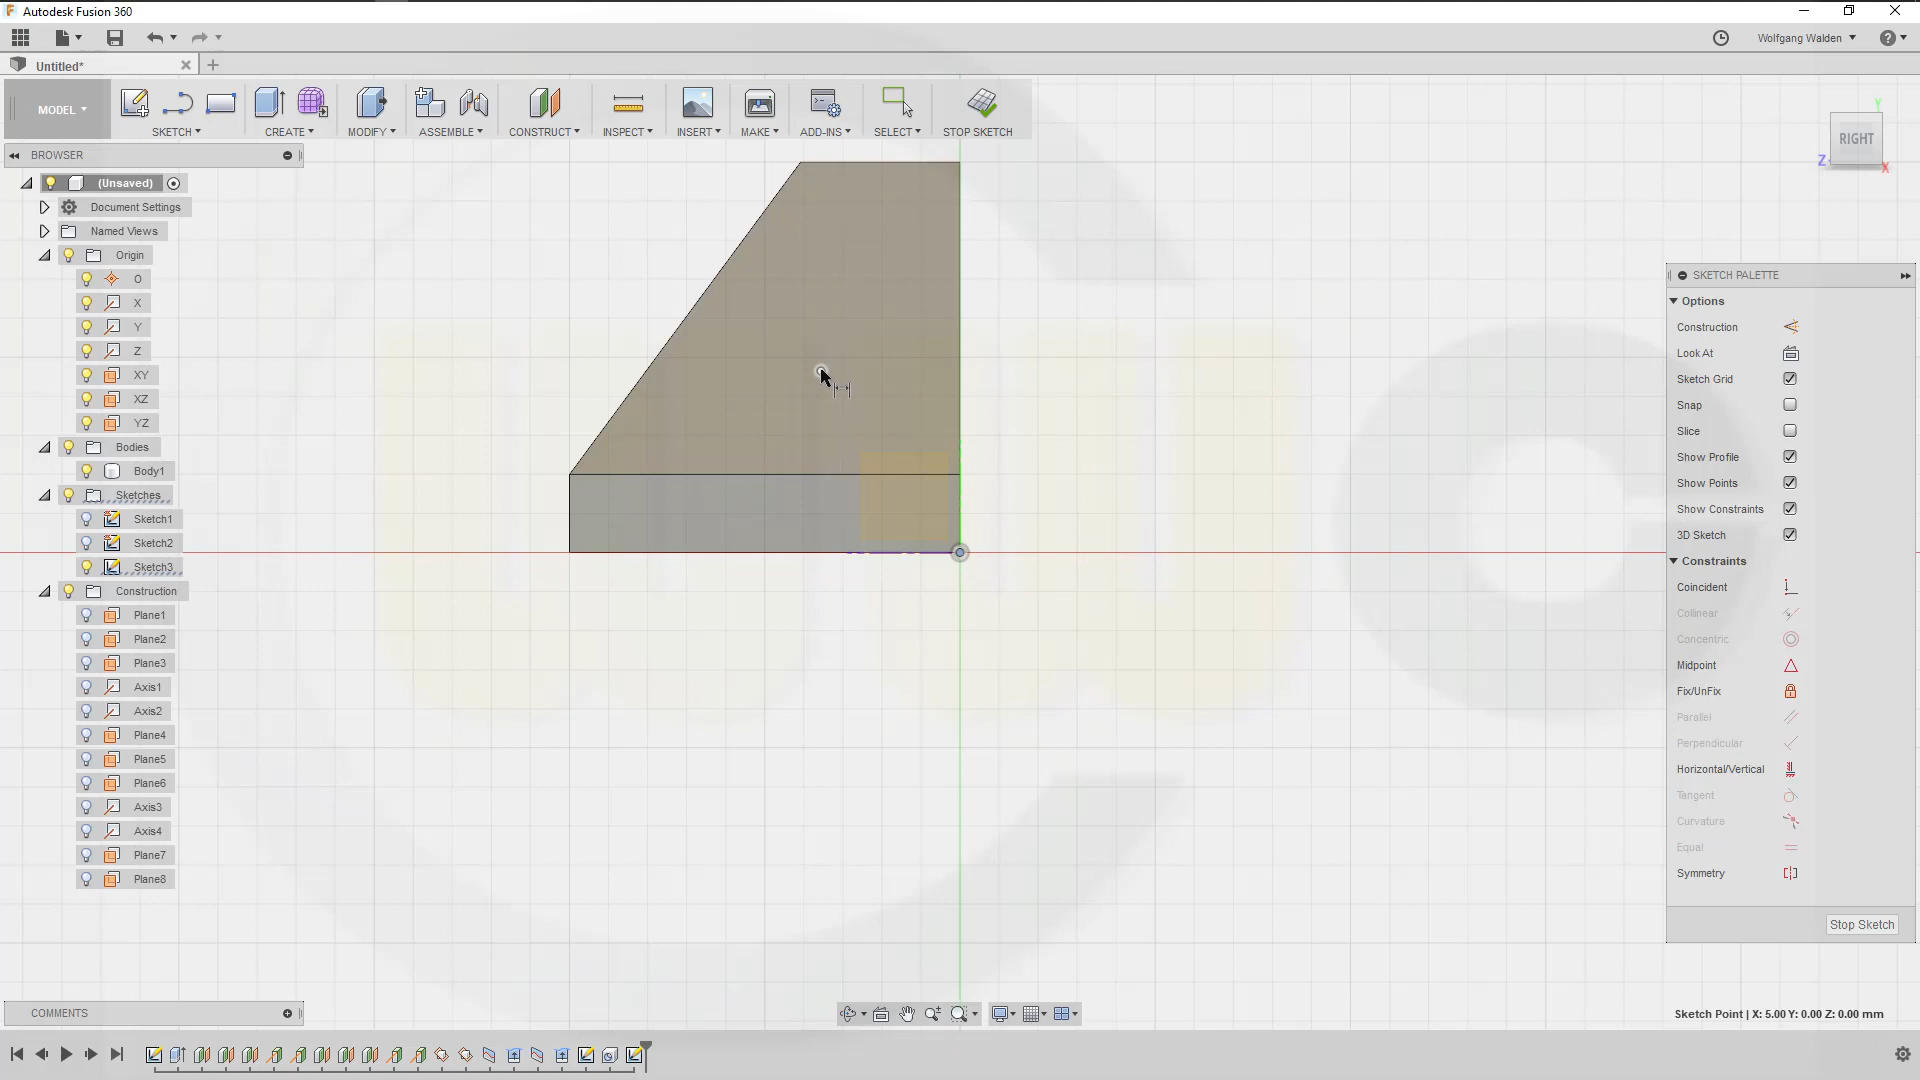 Autodesk Fusion 360
Wolfgang Walden
Untitled*
MODEL
SKETCH
CREATE
MODIFY
ASSEMBLE
CONSTRUCT
INSPECT
INSERT
MAKE
ADD-INS
SELECT
STOP SKETCH
BROWSER
(Unsaved)
Document Settings
Named Views
Origin
O
X
Y
Z
XY
XZ
YZ
Bodies
Body1
Sketches
Sketch1
Sketch2
Sketch3
Construction
Plane1
Plane2
Plane3
Axis1
Axis2
Plane4
Plane5
Plane6
Axis3
Axis4
Plane7
Plane8
Y
RIGHT
Z
X
SKETCH PALETTE
Options
Construction
Look At
Sketch Grid
Snap
Slice
Show Profile
Show Points
Show Constraints
3D Sketch
Constraints
Coincident
Collinear
Concentric
Midpoint
Fix/UnFix
Parallel
Perpendicular
Horizontal/Vertical
Tangent
Curvature
Equal
Symmetry
Stop Sketch
COMMENTS
Sketch Point | X: 5.00 Y: 0.00 Z: 0.00 mm